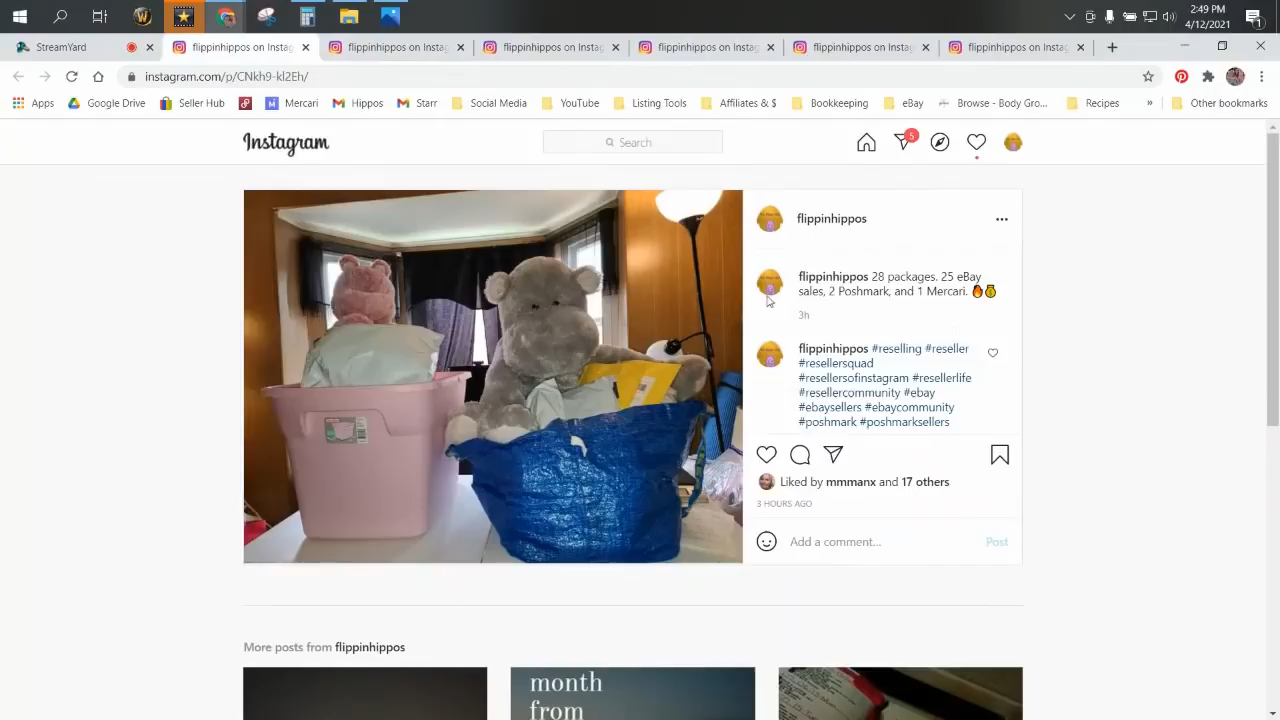 2:49 PM
4/12/2021
StreamYard
flippinhippos on Instag
flippinhippos on Instag
flippinhippos on Instag
flippinhippos on Instag
flippinhippos on Instag
flippinhippos on Instag
instagram.com/p/CNkh9-kl2Eh/
Apps Google Drive Seller Hub Mercari Hippos Starr Social Media YouTube Listing Tools Affiliates & $ Bookkeeping eBay Browse - Body Gro... Recipes » Other bookmarks
Instagram
Search
5
flippinhippos
flippinhippos 28 packages. 25 eBay
sales, 2 Poshmark, and 1 Mercari. 🔥💰
3h
flippinhippos #reselling #reseller
#resellersquad
#resellersofinstagram #resellerlife
#resellercommunity #ebay
#ebaysellers #ebaycommunity
#poshmark #poshmarksellers
Liked by mmmanx and 17 others
3 HOURS AGO
Add a comment...
Post
More posts from flippinhippos
month
from